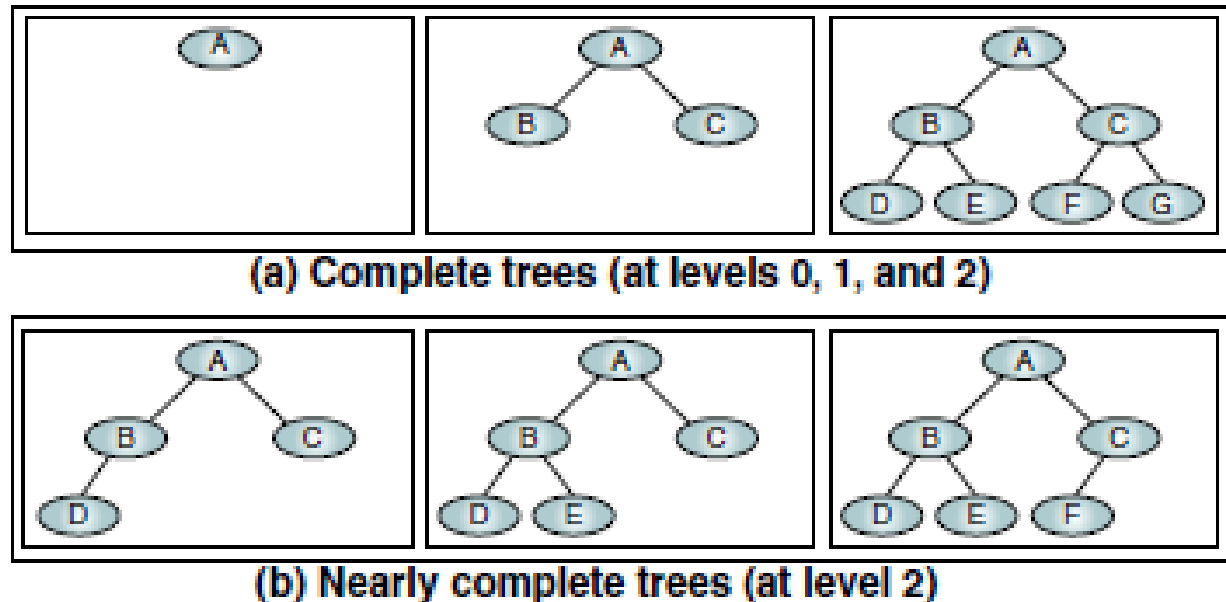 A A A
B C B C
D E F G
(a) Complete trees (at levels 0, 1, and 2)
A A A
B C B C B C
D D E D E F
(b) Nearly complete trees (at level 2)